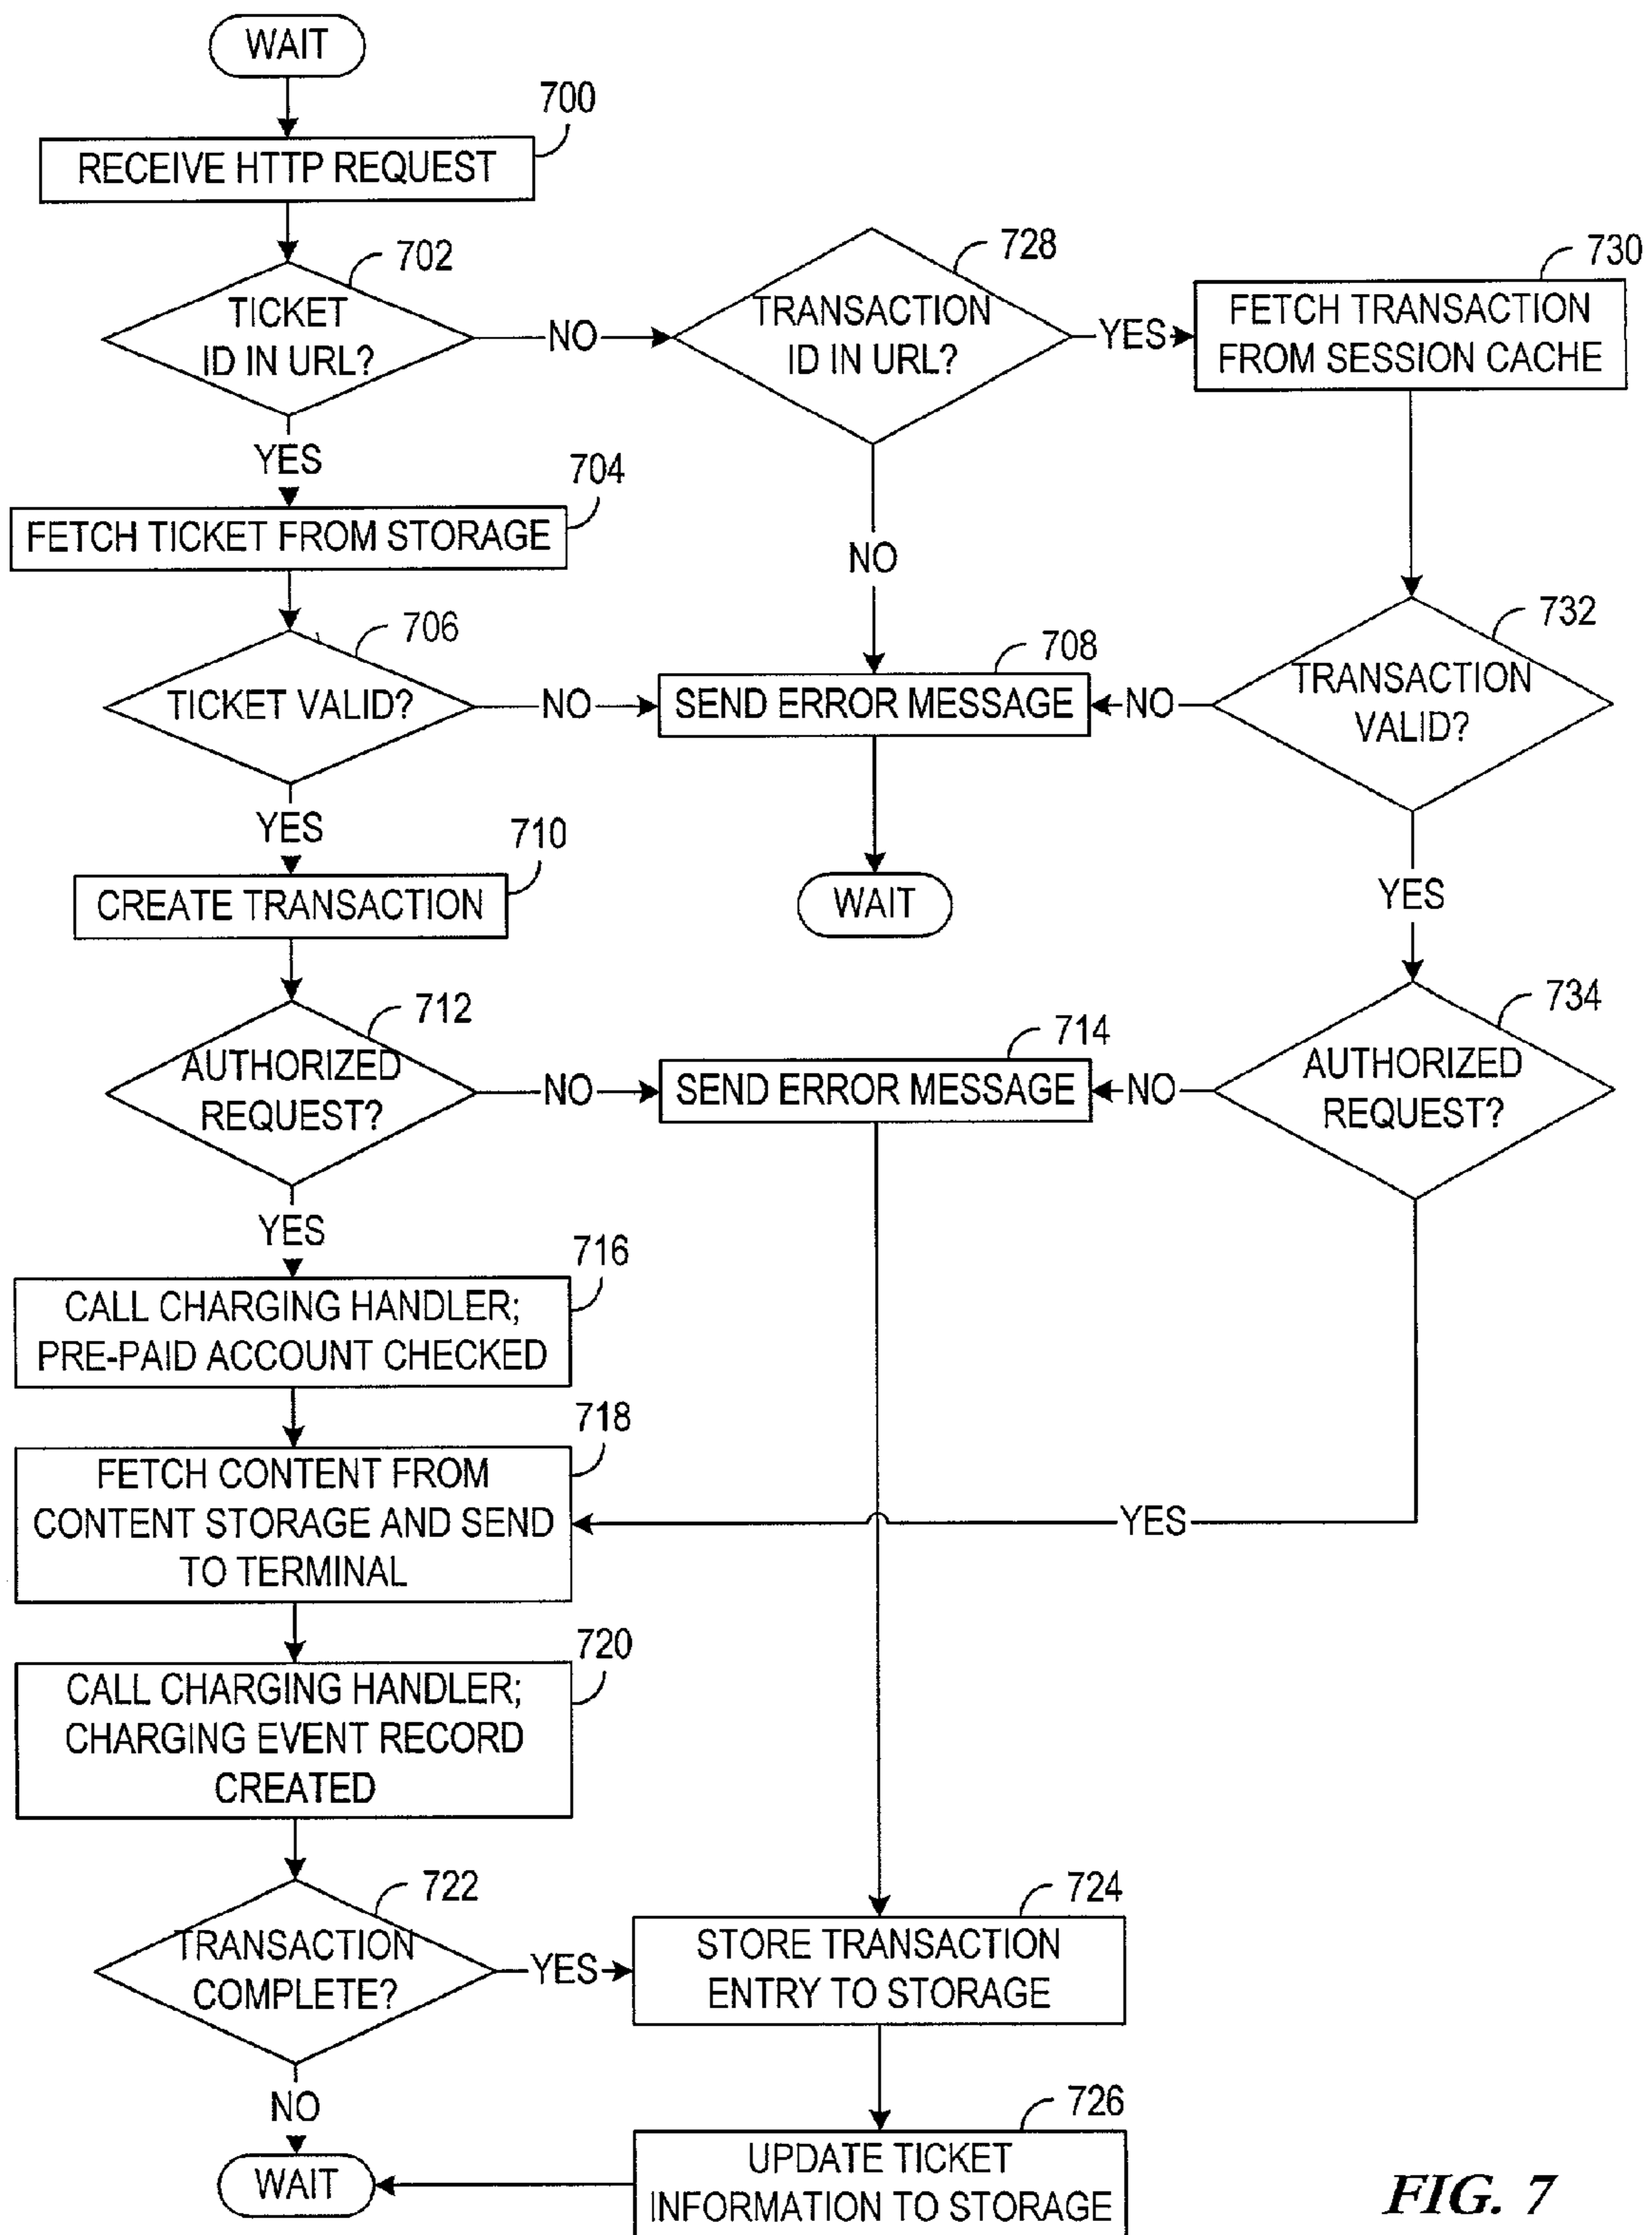 WAIT
700
RECEIVE HTTP REQUEST
702
TICKET
ID IN URL?
NO
728
TRANSACTION
ID IN URL?
YES
730
FETCH TRANSACTION
FROM SESSION CACHE
YES
704
FETCH TICKET FROM STORAGE
NO
706
TICKET VALID?
NO
708
SEND ERROR MESSAGE
NO
732
TRANSACTION
VALID?
YES
710
CREATE TRANSACTION
WAIT
YES
712
AUTHORIZED
REQUEST?
NO
714
SEND ERROR MESSAGE
NO
734
AUTHORIZED
REQUEST?
YES
716
CALL CHARGING HANDLER;
PRE-PAID ACCOUNT CHECKED
718
FETCH CONTENT FROM
CONTENT STORAGE AND SEND
TO TERMINAL
YES
720
CALL CHARGING HANDLER;
CHARGING EVENT RECORD
CREATED
722
TRANSACTION
COMPLETE?
YES
724
STORE TRANSACTION
ENTRY TO STORAGE
NO
WAIT
726
UPDATE TICKET
INFORMATION TO STORAGE
FIG. 7